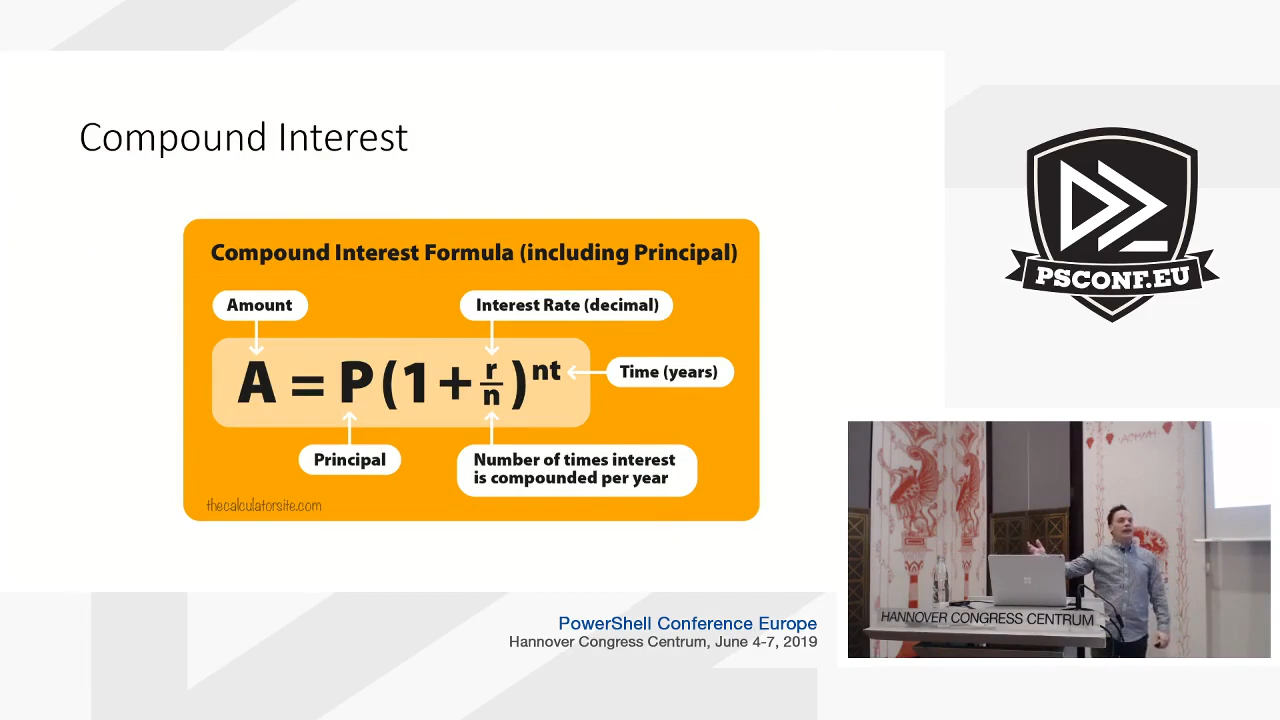 Compound Interest
Compound Interest Formula (including Principal)
Amount
Interest Rate (decimal)
A = P(1 + r/n)^nt
Time (years)
Principal
Number of times interest
is compounded per year
thecalculatorsite.com
PSCONF.EU
PowerShell Conference Europe
Hannover Congress Centrum, June 4-7, 2019
HANNOVER CONGRESS CENTRUM